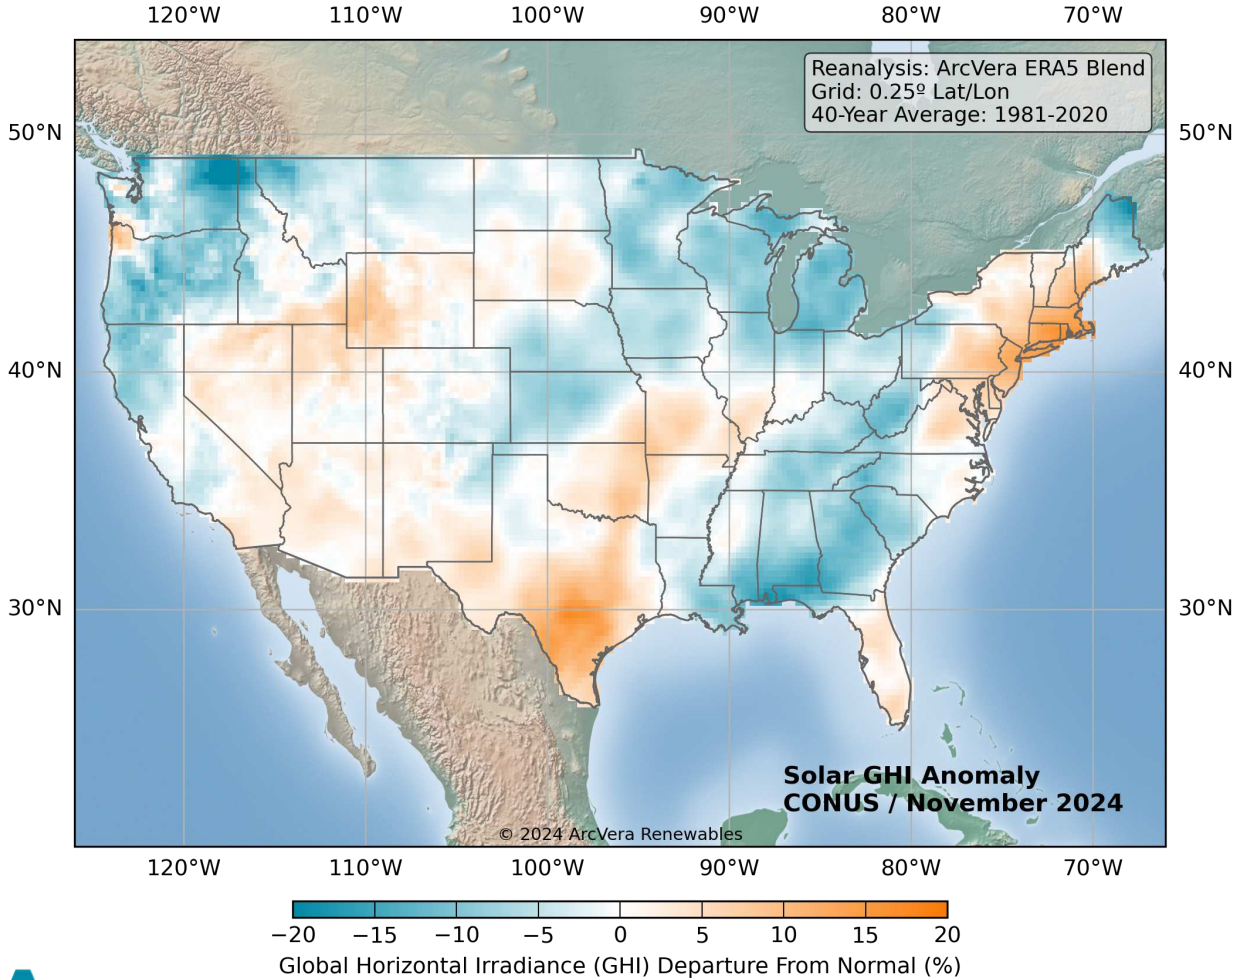 120°W 110°W 100°W 90°W 80°W 70°W
Reanalysis: ArcVera ERA5 Blend
Grid: 0.25º Lat/Lon
40-Year Average: 1981-2020
50°N 50°N
40°N 40°N
30°N 30°N
Solar GHI Anomaly
CONUS / November 2024
© 2024 ArcVera Renewables
120°W 110°W 100°W 90°W 80°W 70°W
−20 −15 −10 −5 0 5 10 15 20
Global Horizontal Irradiance (GHI) Departure From Normal (%)